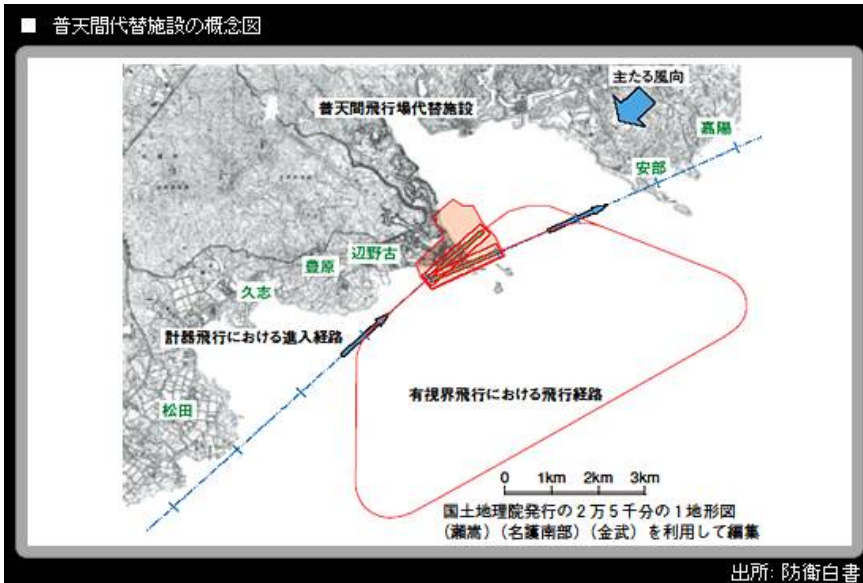 ■ 普天間代替施設の概念図
主たる風向
普天間飛行場代替施設
嘉陽
安部
辺野古
豊原
久志
計器飛行における進入経路
有視界飛行における飛行経路
松田
0 1km 2km 3km
国土地理院発行の2万5千分の1地形図
(瀬嵩)(名護南部)(金武)を利用して編集
出所: 防衛白書